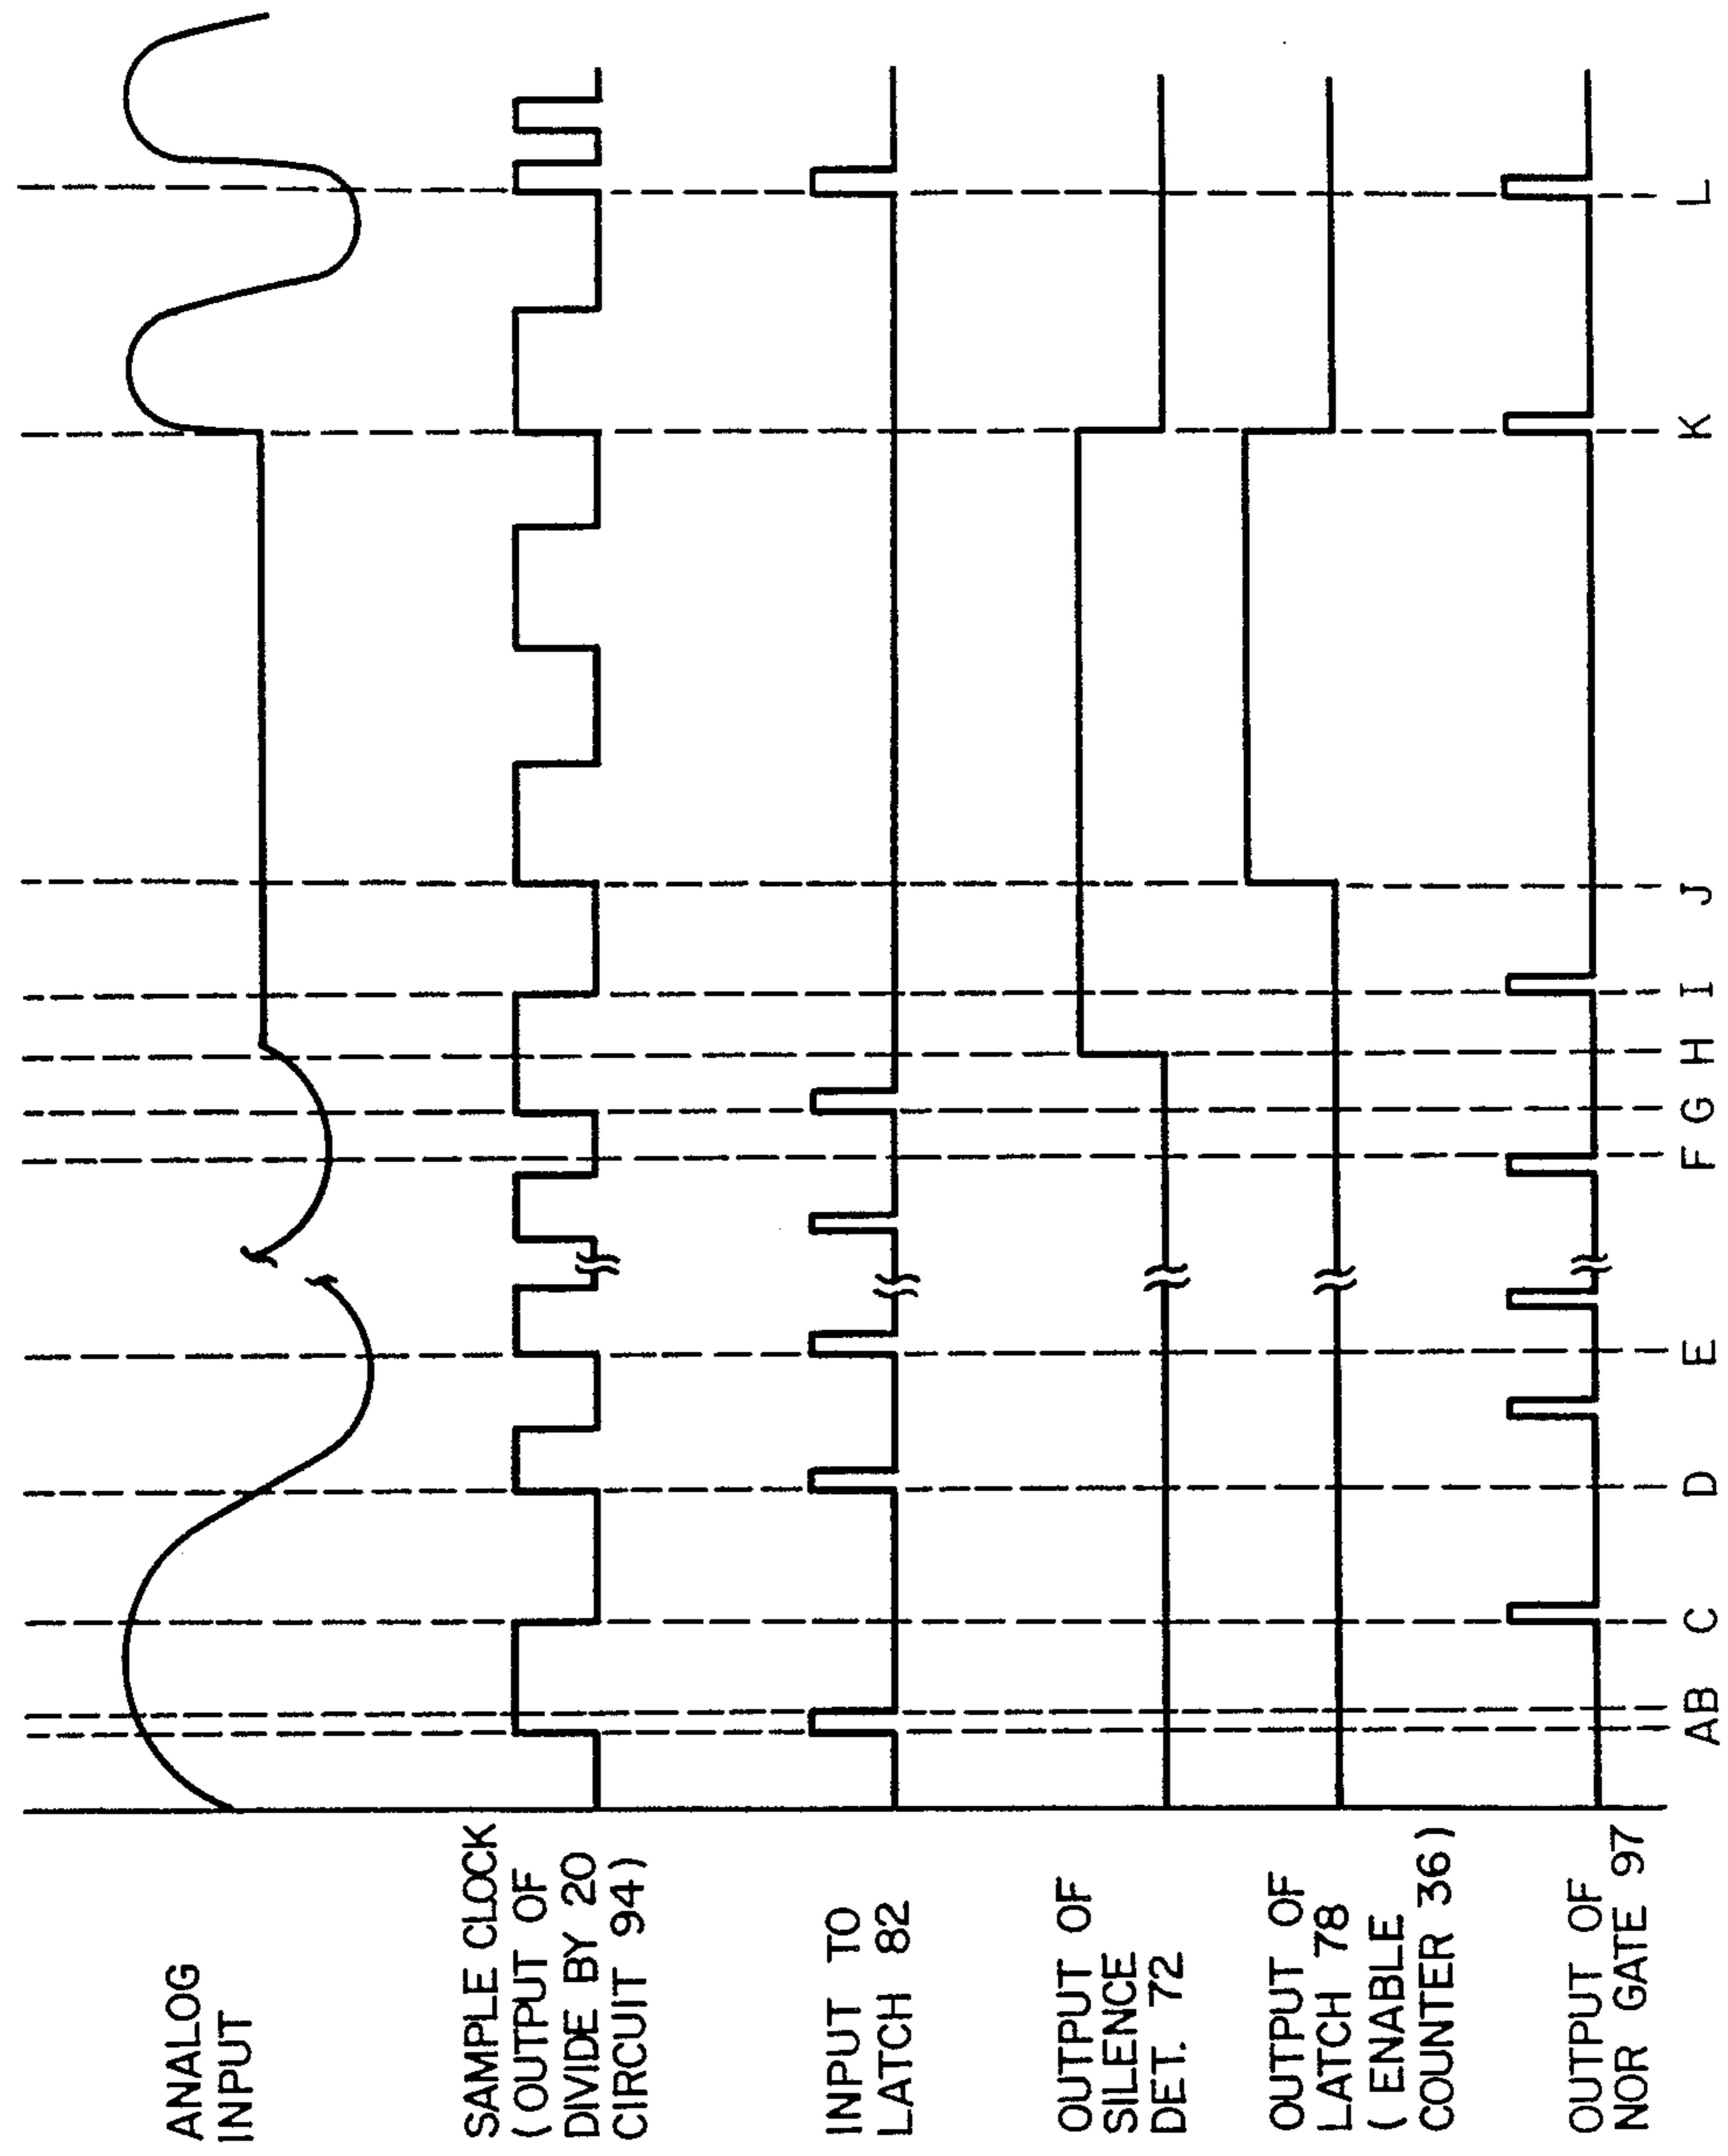 ANALOG
INPUT
SAMPLE CLOCK
(OUTPUT OF
DIVIDE BY 20
CIRCUIT 94)
INPUT TO
LATCH 82
OUTPUT OF
SILENCE
DET. 72
OUTPUT OF
LATCH 78
(ENABLE
COUNTER 36)
OUTPUT OF
NOR GATE 97
A B C D E F G H I J K L